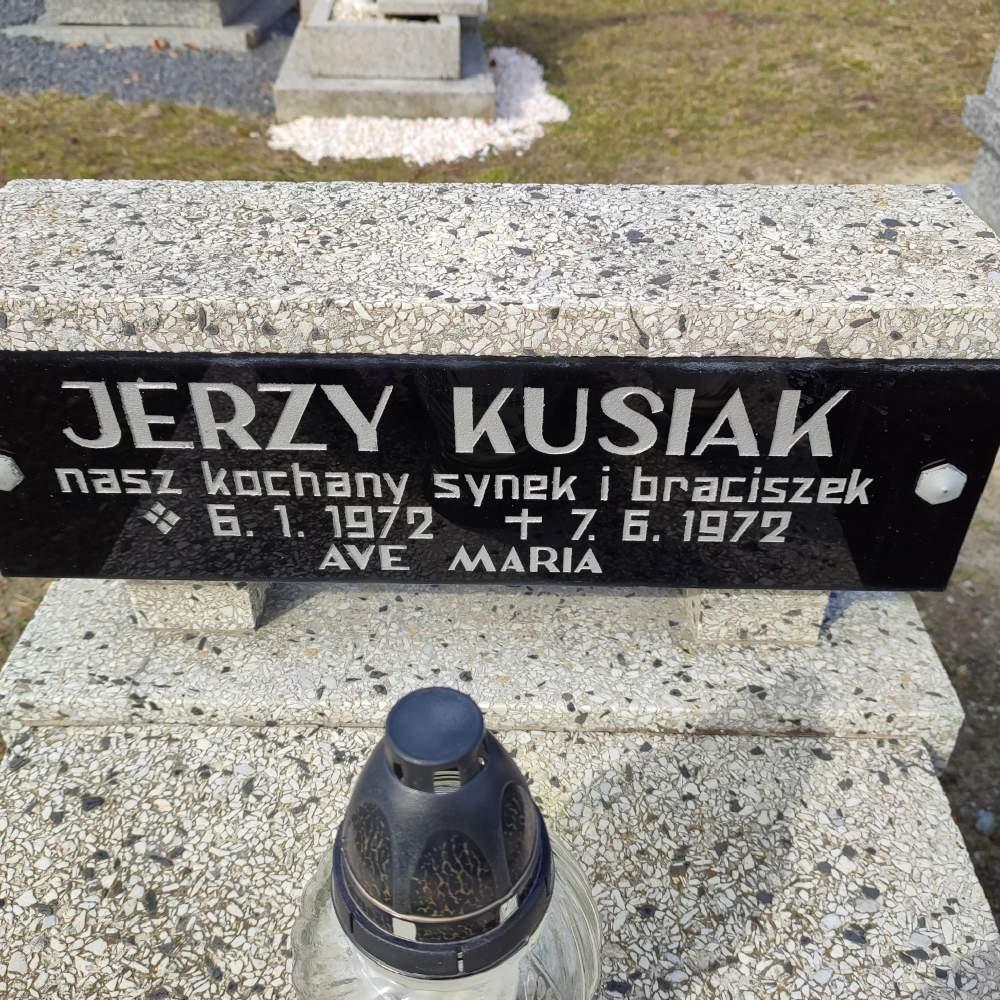 JERZY KUSIAK
nasz kochany synek i braciszek
6. 1. 1972 ✝ 7. 6. 1972
AVE MARIA